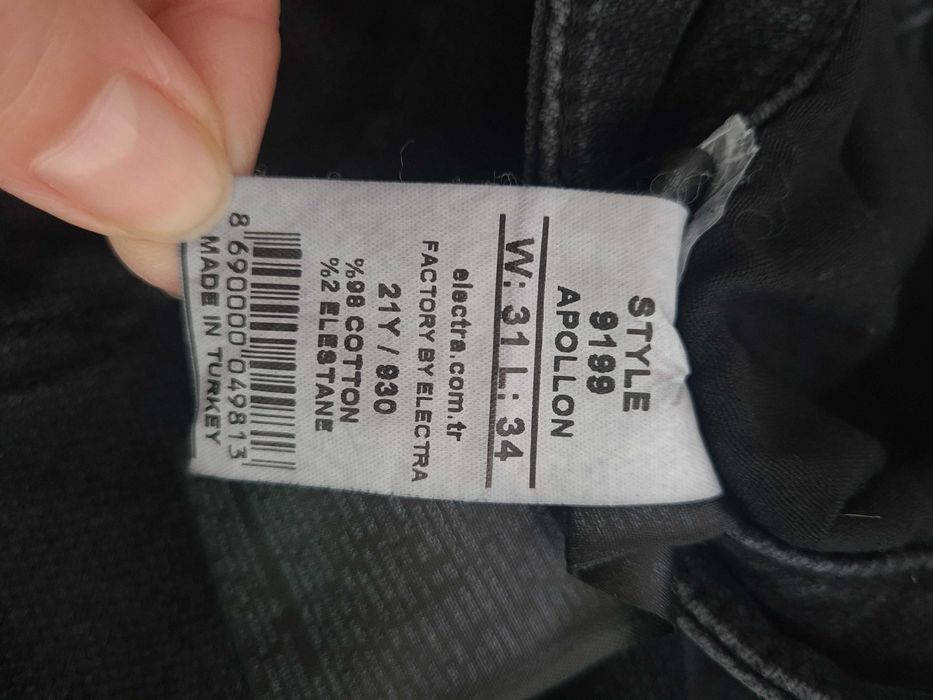 STYLE
9199
APOLLON
W: 31 L: 34
electra.com.tr
FACTORY BY ELECTRA
21Y / 930
%98 COTTON
%2 ELESTANE
8 690000 049813
MADE IN TURKEY